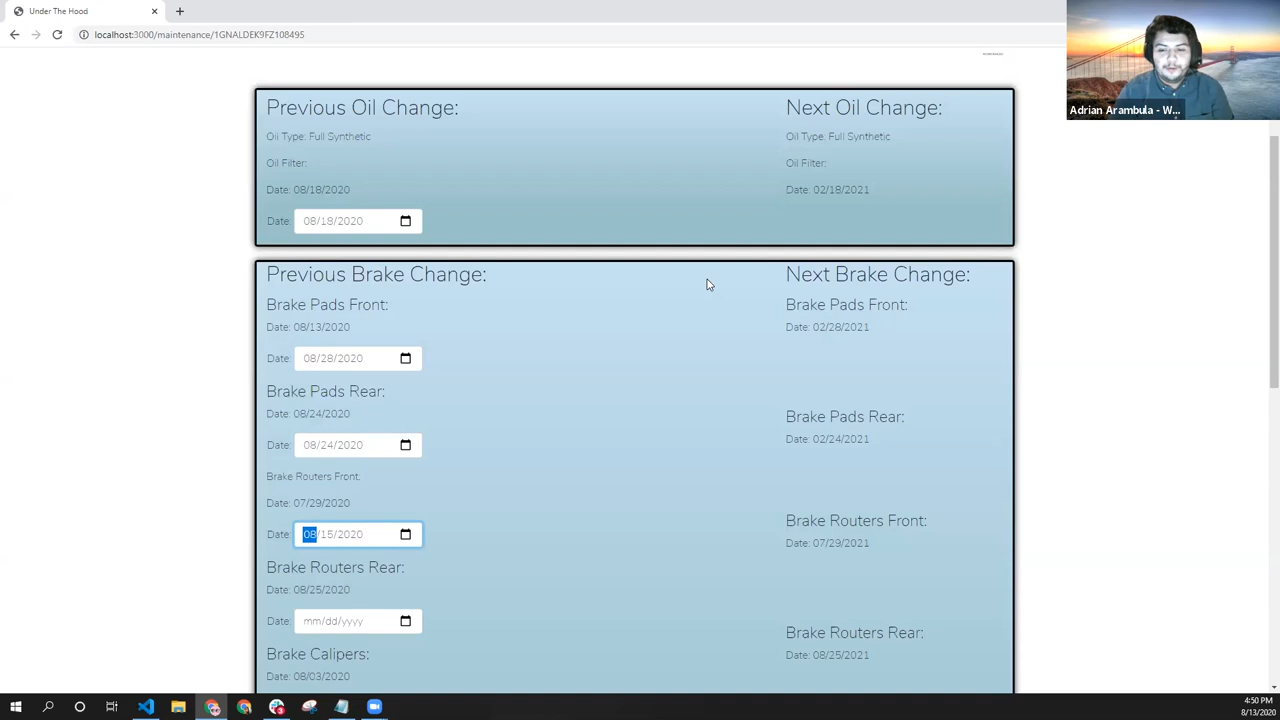 Under The Hood
localhost:3000/maintenance/1GNALDEK9FZ108495
Adrian Arambula - W...
Previous Oil Change:
Next Oil Change:
Oil Type: Full Synthetic
Oil Type: Full Synthetic
Oil Filter:
Oil Filter:
Date: 08/18/2020
Date: 02/18/2021
Date: 08/18/2020
Previous Brake Change:
Next Brake Change:
Brake Pads Front:
Brake Pads Front:
Date: 08/13/2020
Date: 02/28/2021
Date: 08/28/2020
Brake Pads Rear:
Date: 08/24/2020
Brake Pads Rear:
Date: 02/24/2021
Date: 08/24/2020
Brake Routers Front:
Date: 07/29/2020
Brake Routers Front:
Date: 07/29/2021
Date: 08/15/2020
Brake Routers Rear:
Date: 08/25/2020
Date: mm/dd/yyyy
Brake Routers Rear:
Date: 08/25/2021
Brake Calipers:
Date: 08/03/2020
4:50 PM
8/13/2020